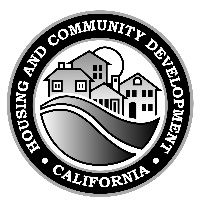 HOUSING AND COMMUNITY DEVELOPMENT
• CALIFORNIA •